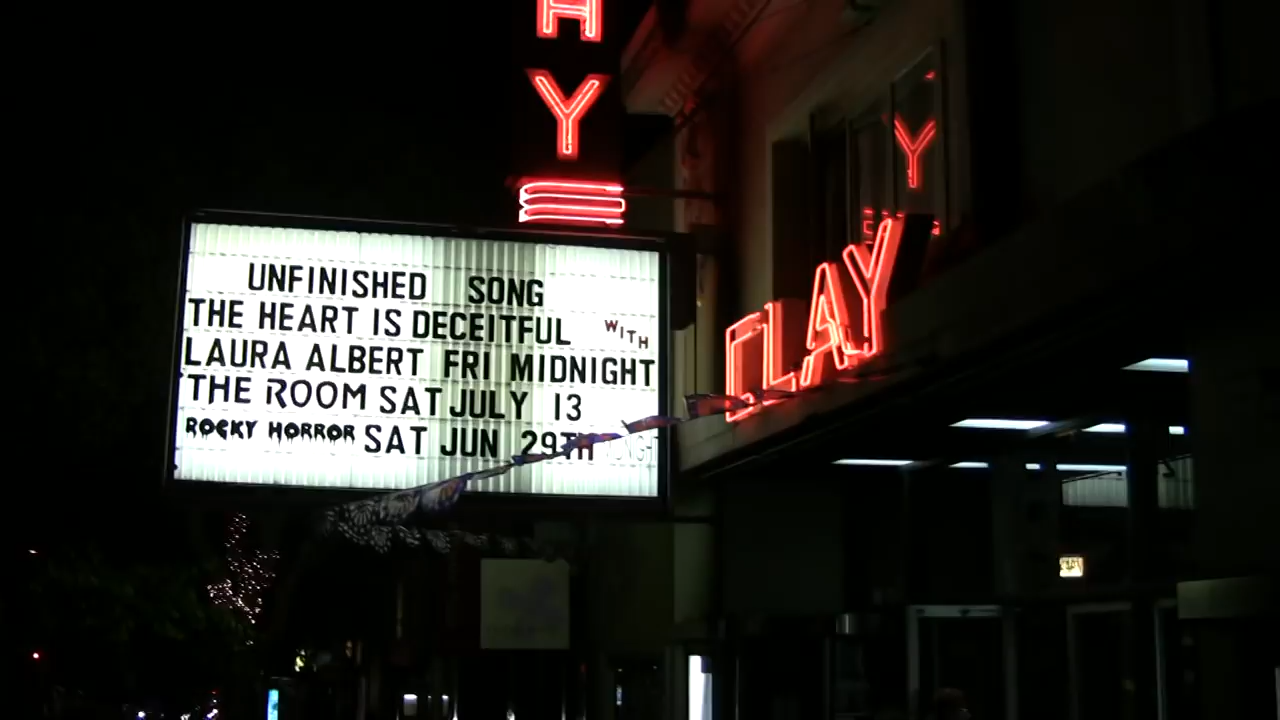 AY
UNFINISHED SONG
THE HEART IS DECEITFUL WITH
LAURA ALBERT FRI MIDNIGHT
THE ROOM SAT JULY 13
ROCKY HORROR SAT JUN 29TH
CLAY
Y